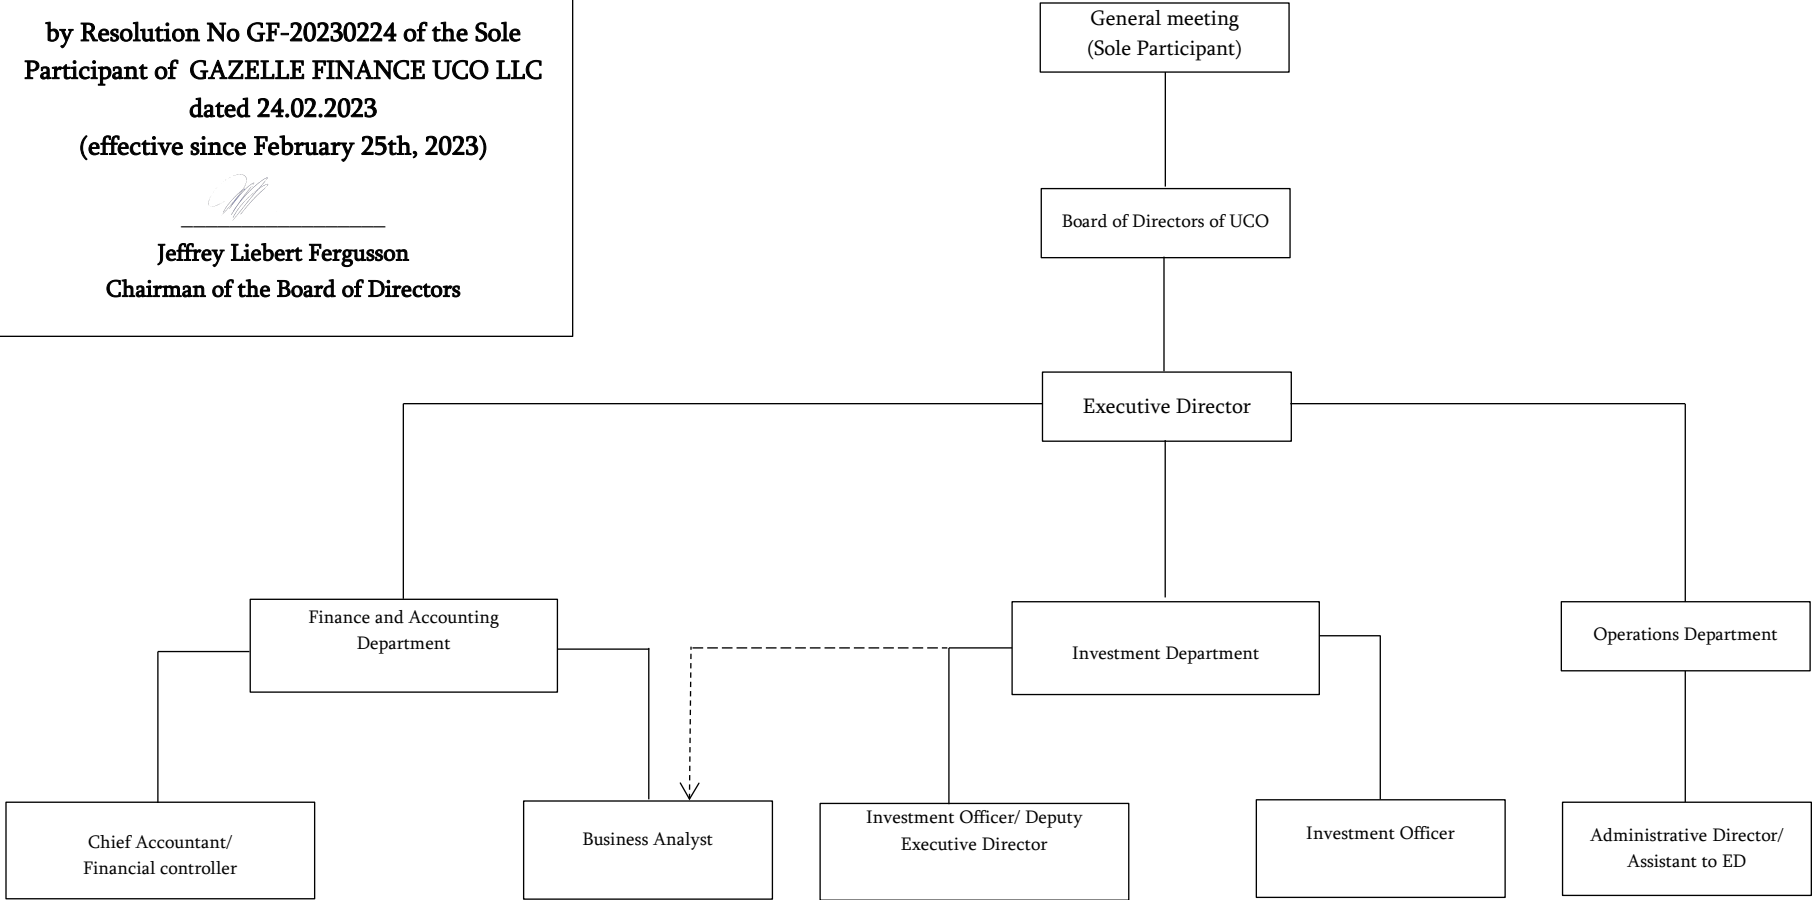 by Resolution No GF-20230224 of the Sole
Participant of GAZELLE FINANCE UCO LLC
dated 24.02.2023
(effective since February 25th, 2023)
Jeffrey Liebert Fergusson
Chairman of the Board of Directors
General meeting
(Sole Participant)
Board of Directors of UCO
Executive Director
Finance and Accounting
Department
Investment Department
Operations Department
Chief Accountant/
Financial controller
Business Analyst
Investment Officer/ Deputy
Executive Director
Investment Officer
Administrative Director/
Assistant to ED